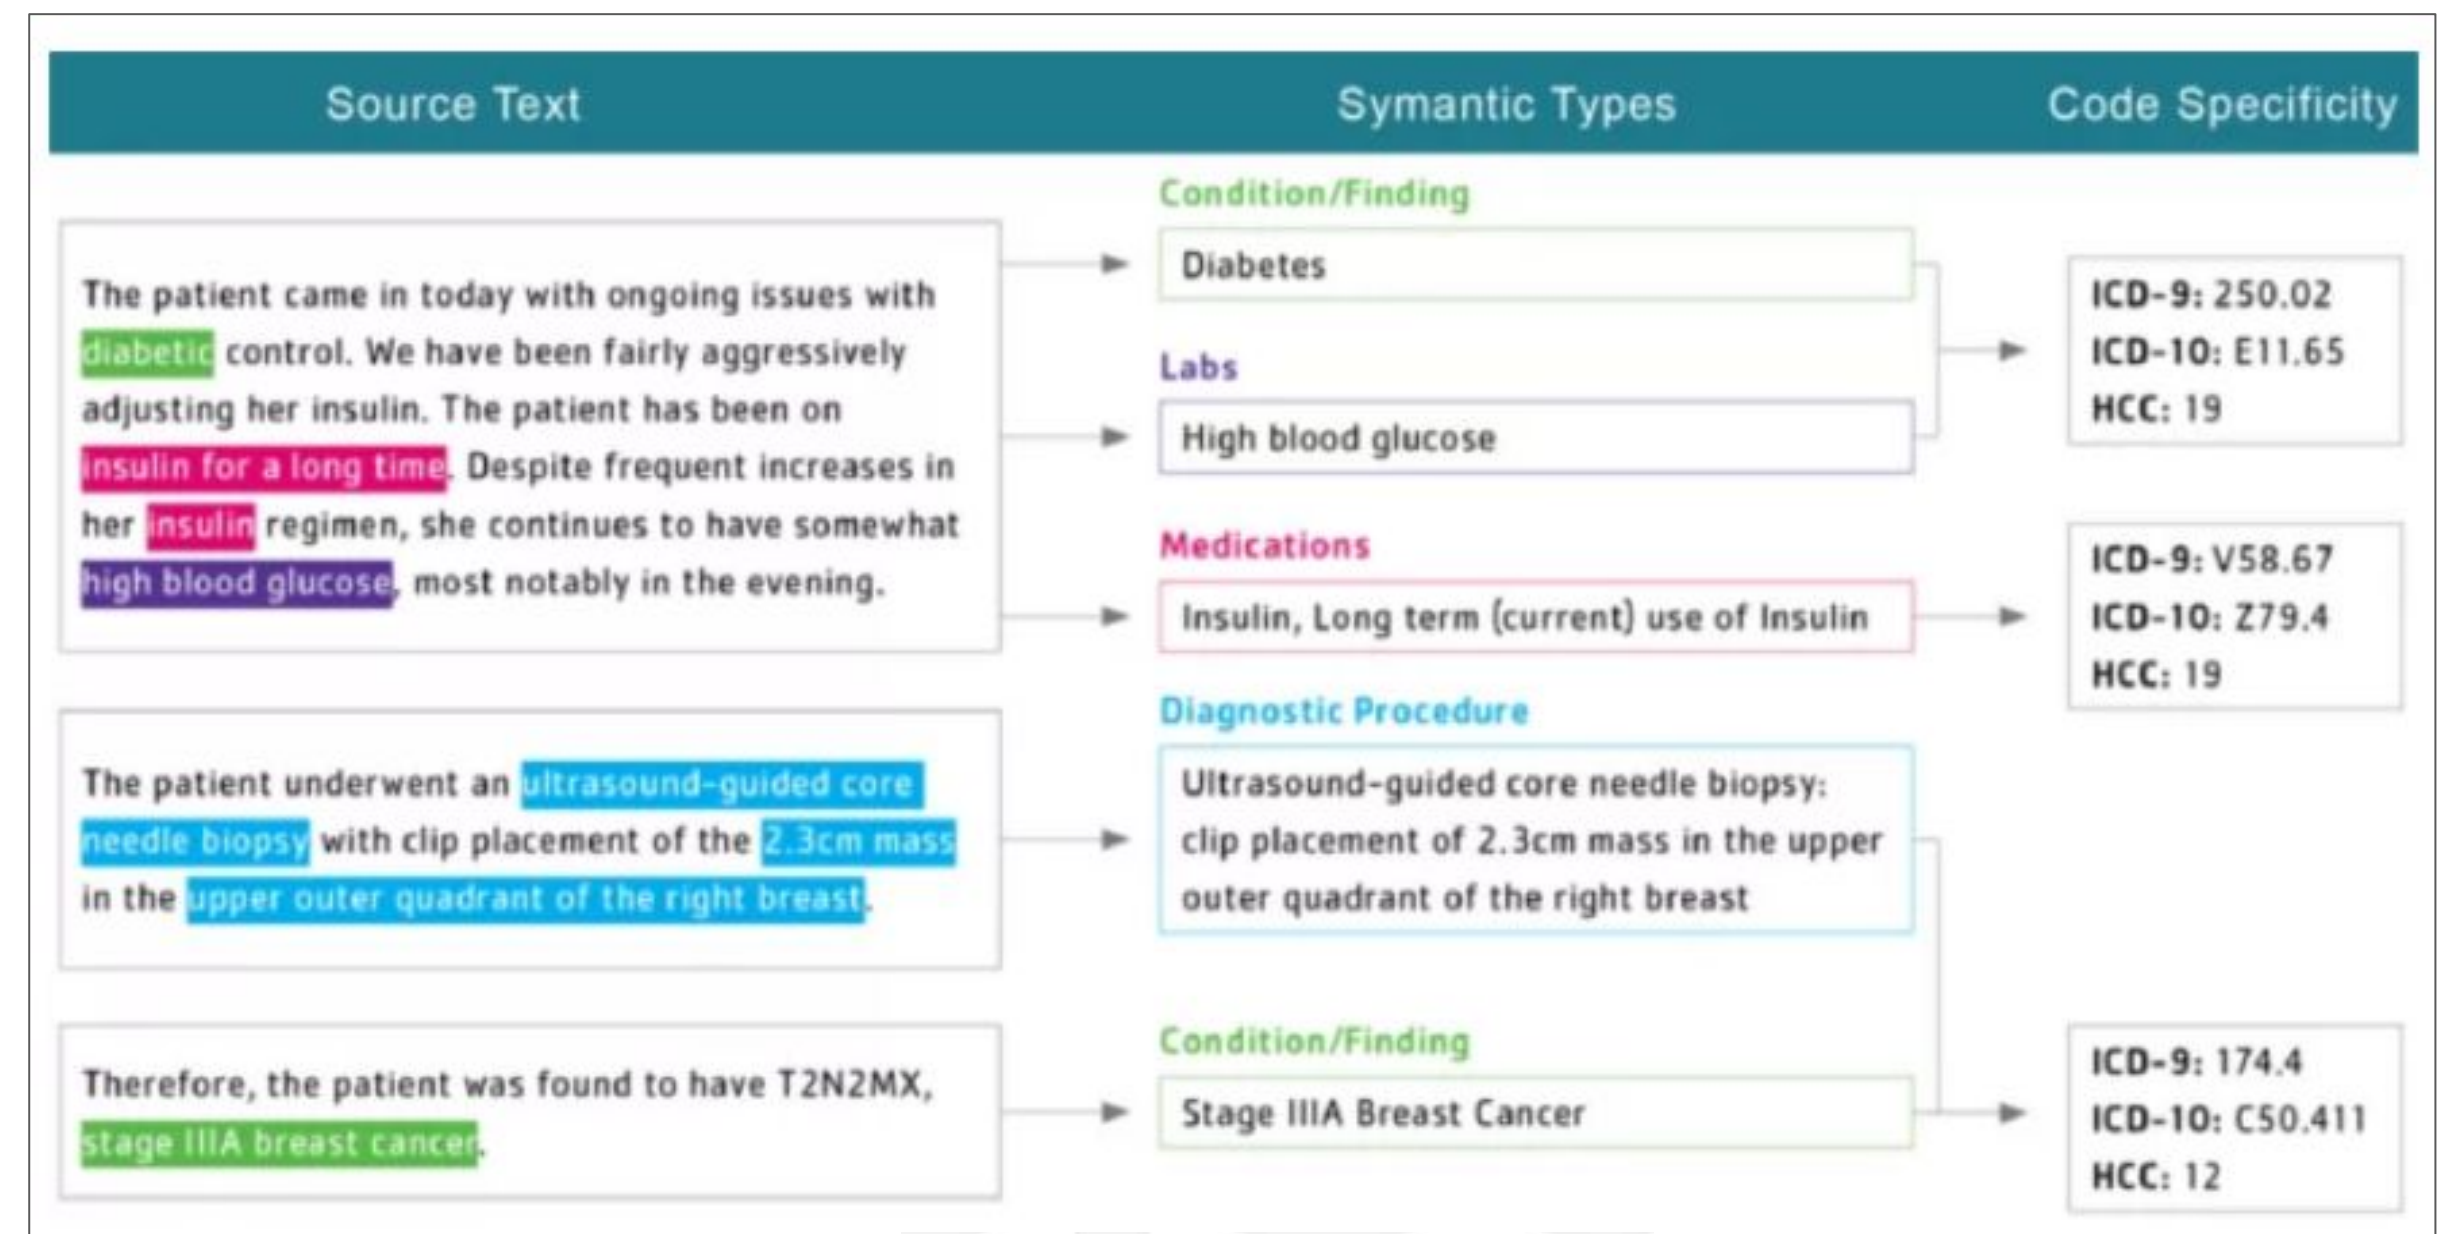 Source Text
Symantic Types
Code Specificity
The patient came in today with ongoing issues with
diabetic control. We have been fairly aggressively
adjusting her insulin. The patient has been on
insulin for a long time. Despite frequent increases in
her insulin regimen, she continues to have somewhat
high blood glucose, most notably in the evening.
Condition/Finding
Diabetes
Labs
High blood glucose
ICD-9: 250.02
ICD-10: E11.65
HCC: 19
Medications
Insulin, Long term (current) use of Insulin
ICD-9: V58.67
ICD-10: Z79.4
HCC: 19
The patient underwent an ultrasound-guided core
needle biopsy with clip placement of the 2.3cm mass
in the upper outer quadrant of the right breast.
Diagnostic Procedure
Ultrasound-guided core needle biopsy:
clip placement of 2.3cm mass in the upper
outer quadrant of the right breast
Therefore, the patient was found to have T2N2MX,
stage IIIA breast cancer.
Condition/Finding
Stage IIIA Breast Cancer
ICD-9: 174.4
ICD-10: C50.411
HCC: 12